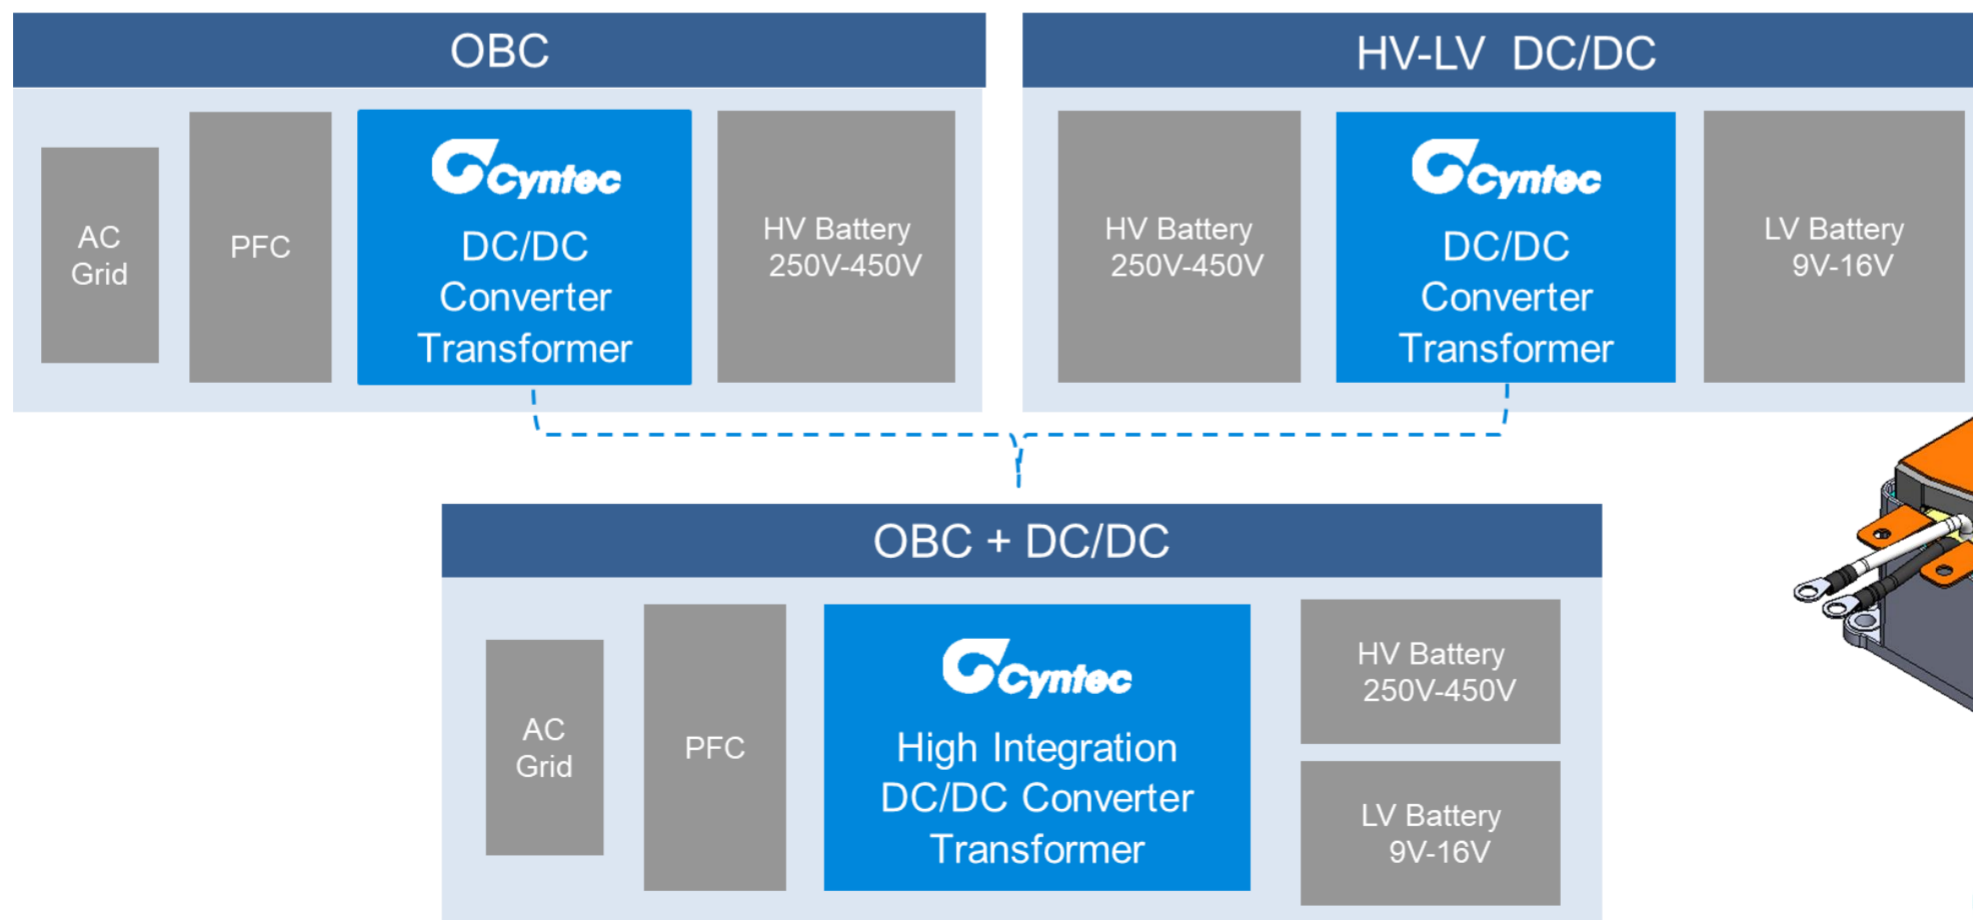 OBC
AC
Grid
PFC
Cyntec
DC/DC
Converter
Transformer
HV Battery
250V-450V
HV-LV DC/DC
HV Battery
250V-450V
Cyntec
DC/DC
Converter
Transformer
LV Battery
9V-16V
OBC + DC/DC
AC
Grid
PFC
Cyntec
High Integration
DC/DC Converter
Transformer
HV Battery
250V-450V
LV Battery
9V-16V